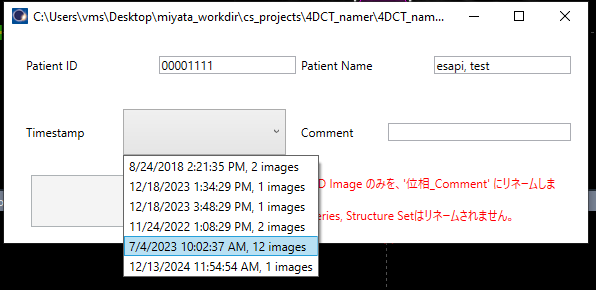 C:\Users\vms\Desktop\miyata_workdir\cs_projects\4DCT_namer\4DCT_nam...
Patient ID 00001111 Patient Name esapi, test
Timestamp Comment
8/24/2018 2:21:35 PM, 2 images
12/18/2023 1:34:29 PM, 1 images
12/18/2023 3:48:29 PM, 1 images
11/24/2022 1:08:29 PM, 2 images
7/4/2023 10:02:37 AM, 12 images
12/13/2024 11:54:54 AM, 1 images
D Image のみを、'位相_Comment' にリネームしま
eries, Structure Setはリネームされません。